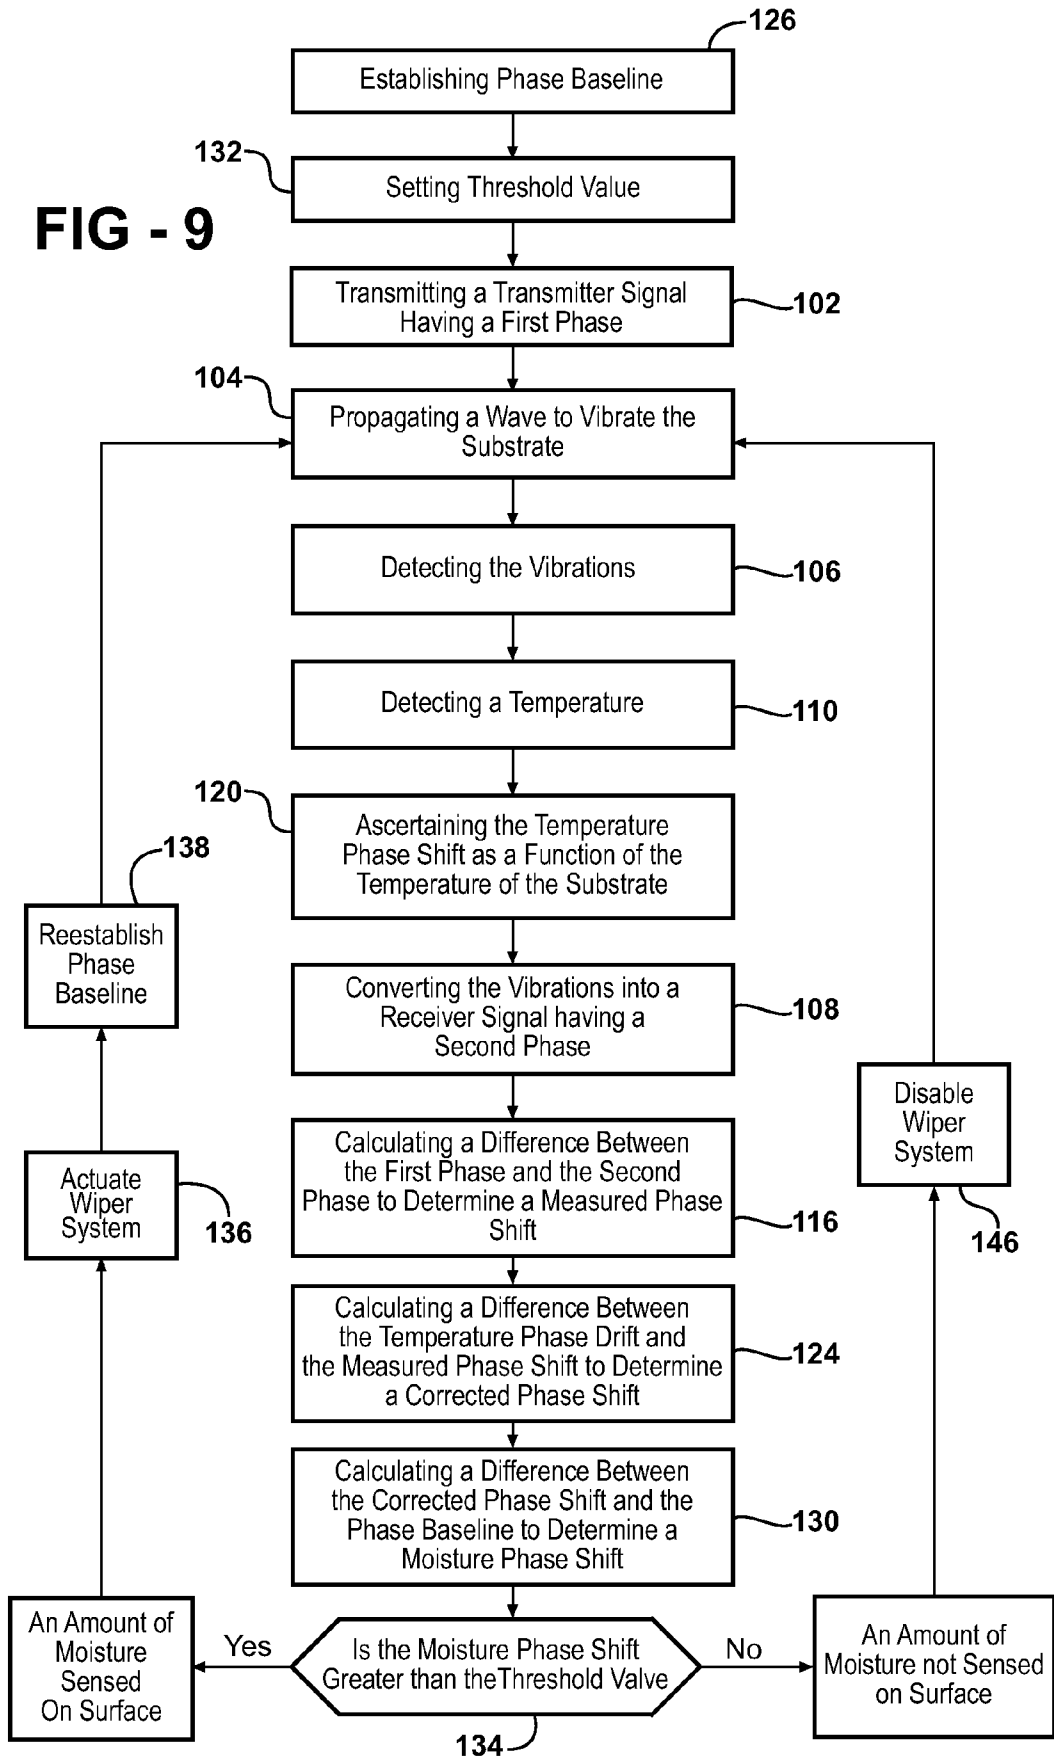 126
Establishing Phase Baseline
132
Setting Threshold Value
FIG - 9
Transmitting a Transmitter Signal
Having a First Phase
102
104
Propagating a Wave to Vibrate the
Substrate
Detecting the Vibrations
106
Detecting a Temperature
110
120
Ascertaining the Temperature
Phase Shift as a Function of the
Temperature of the Substrate
138
Reestablish
Phase
Baseline
Converting the Vibrations into a
Receiver Signal having a
Second Phase
108
Disable
Wiper
System
146
Calculating a Difference Between
the First Phase and the Second
Phase to Determine a Measured Phase
Shift
116
Actuate
Wiper
System
136
Calculating a Difference Between
the Temperature Phase Drift and
the Measured Phase Shift to Determine
a Corrected Phase Shift
124
Calculating a Difference Between
the Corrected Phase Shift and the
Phase Baseline to Determine a
Moisture Phase Shift
130
An Amount of
Moisture
Sensed
On Surface
Yes
Is the Moisture Phase Shift
Greater than theThreshold Valve
134
No
An Amount of
Moisture not Sensed
on Surface